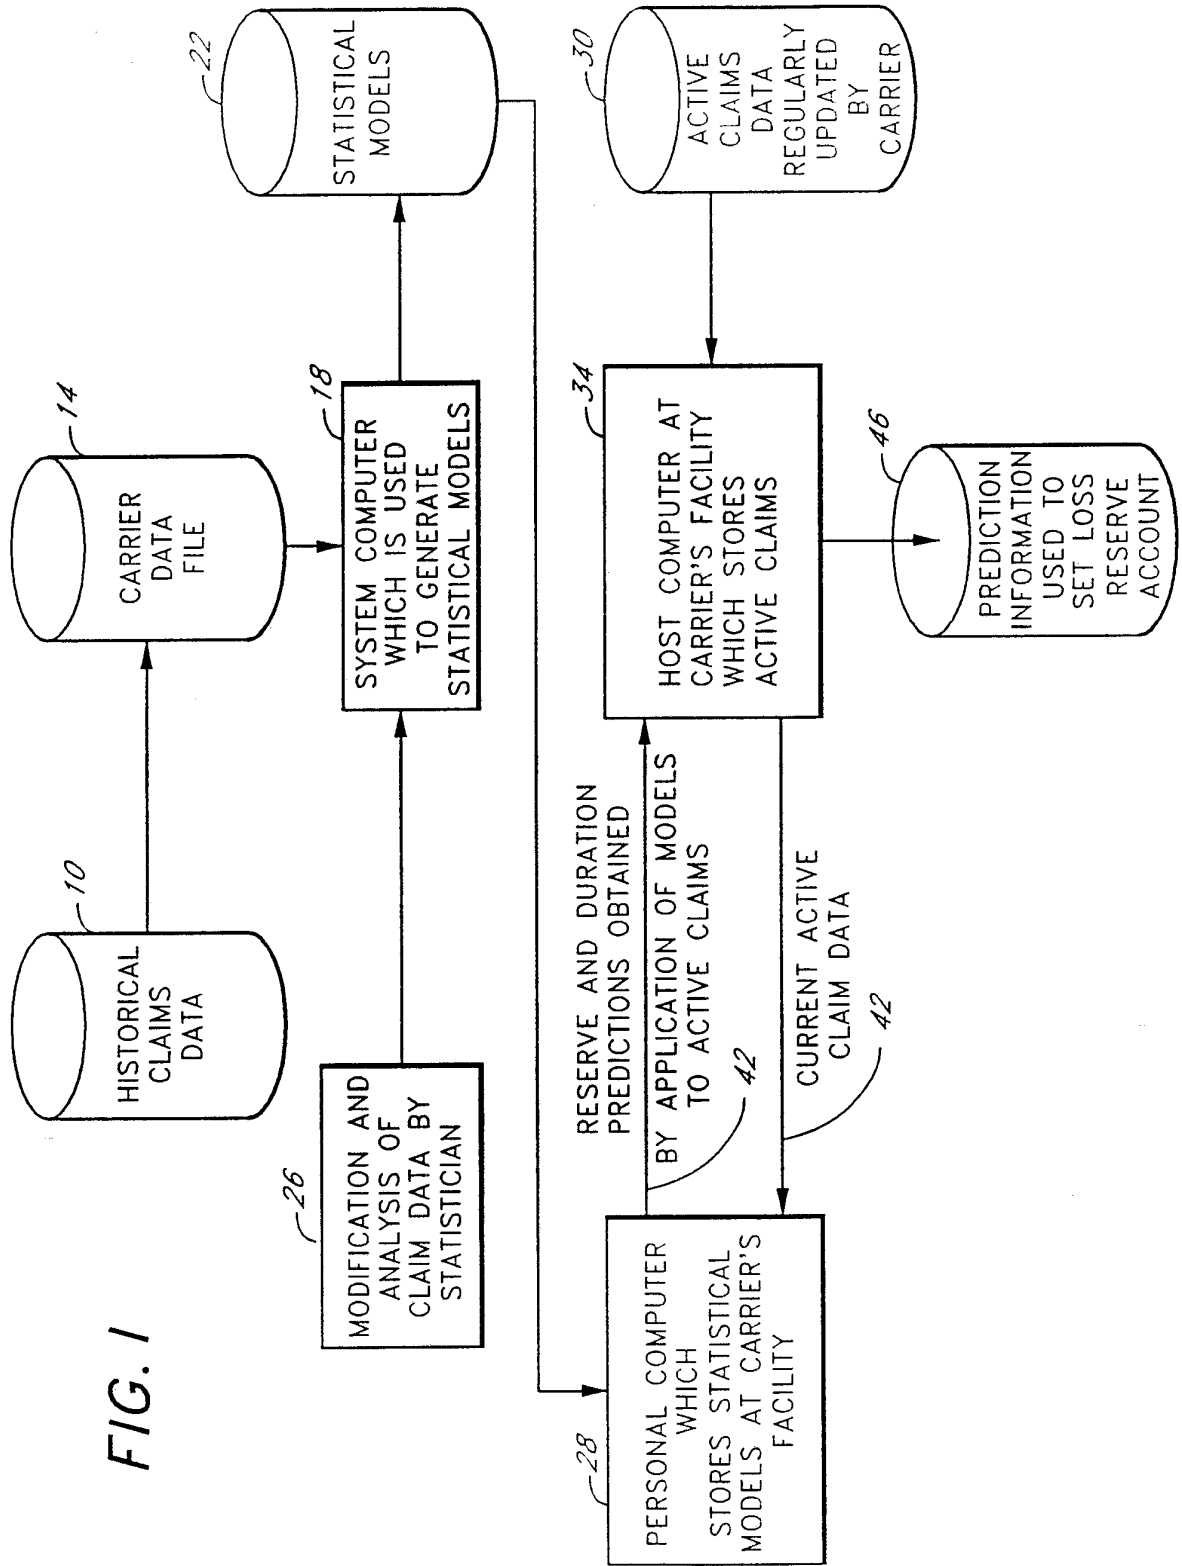 FIG. 1
10
HISTORICAL
CLAIMS
DATA
14
CARRIER
DATA
FILE
22
STATISTICAL
MODELS
26
MODIFICATION AND
ANALYSIS OF
CLAIM DATA BY
STATISTICIAN
18
SYSTEM COMPUTER
WHICH IS USED
TO GENERATE
STATISTICAL MODELS
28
PERSONAL COMPUTER
WHICH
STORES STATISTICAL
MODELS AT CARRIER'S
FACILITY
RESERVE AND DURATION
PREDICTIONS OBTAINED
BY APPLICATION OF MODELS
TO ACTIVE CLAIMS
42
CURRENT ACTIVE
CLAIM DATA
42
34
HOST COMPUTER AT
CARRIER'S FACILITY
WHICH STORES
ACTIVE CLAIMS
30
ACTIVE
CLAIMS
DATA
REGULARLY
UPDATED
BY
CARRIER
46
PREDICTION
INFORMATION
USED TO
SET LOSS
RESERVE
ACCOUNT